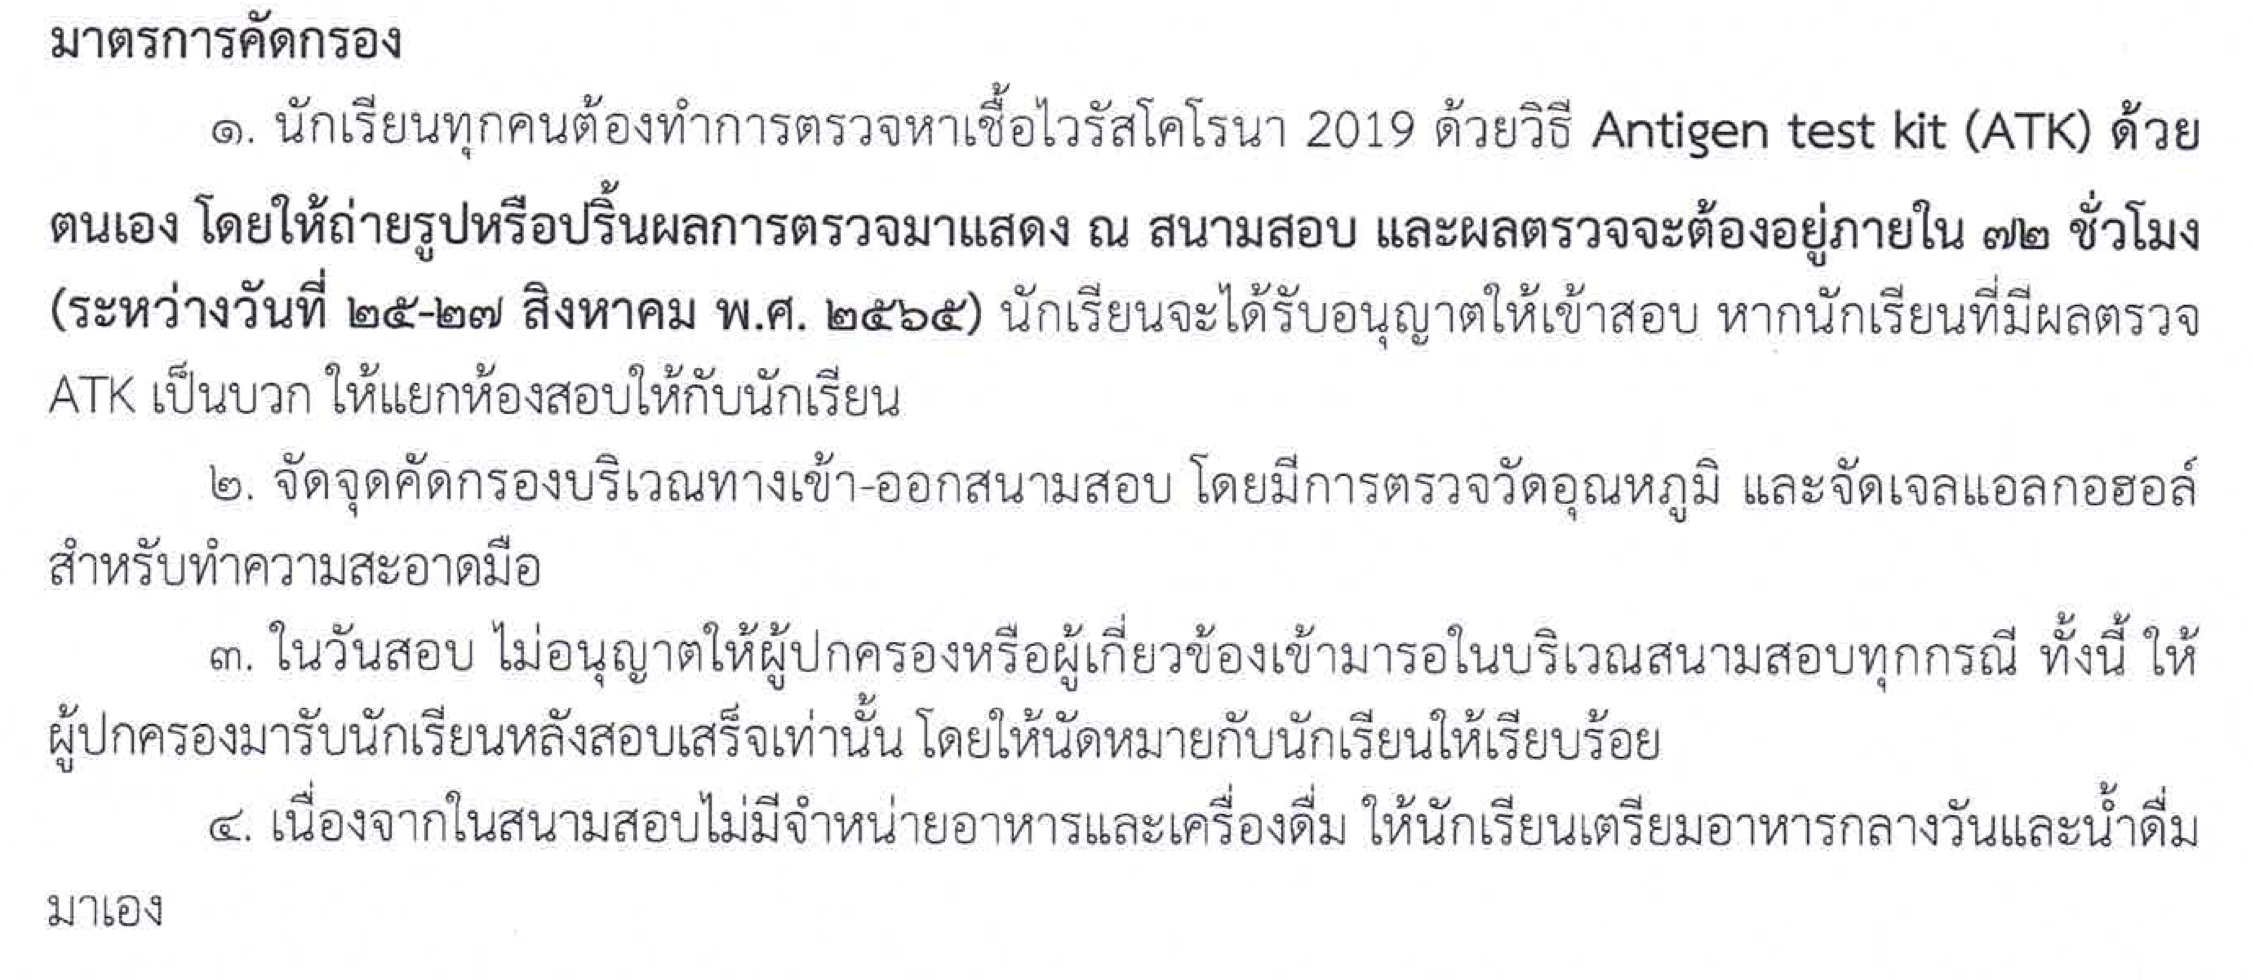 มาตรการคัดกรอง
๑. นักเรียนทุกคนต้องทำการตรวจหาเชื้อไวรัสโคโรนา 2019 ด้วยวิธี Antigen test kit (ATK) ด้วย
ตนเอง โดยให้ถ่ายรูปหรือปริ้นผลการตรวจมาแสดง ณ สนามสอบ และผลตรวจจะต้องอยู่ภายใน ๗๒ ชั่วโมง
(ระหว่างวันที่ ๒๕-๒๗ สิงหาคม พ.ศ. ๒๕๖๕) นักเรียนจะได้รับอนุญาตให้เข้าสอบ หากนักเรียนที่มีผลตรวจ
ATK เป็นบวก ให้แยกห้องสอบให้กับนักเรียน
๒. จัดจุดคัดกรองบริเวณทางเข้า-ออกสนามสอบ โดยมีการตรวจวัดอุณหภูมิ และจัดเจลแอลกอฮอล์
สำหรับทำความสะอาดมือ
๓. ในวันสอบ ไม่อนุญาตให้ผู้ปกครองหรือผู้เกี่ยวข้องเข้ามารอในบริเวณสนามสอบทุกกรณี ทั้งนี้ ให้
ผู้ปกครองมารับนักเรียนหลังสอบเสร็จเท่านั้น โดยให้นัดหมายกับนักเรียนให้เรียบร้อย
๔. เนื่องจากในสนามสอบไม่มีจำหน่ายอาหารและเครื่องดื่ม ให้นักเรียนเตรียมอาหารกลางวันและน้ำดื่ม
มาเอง